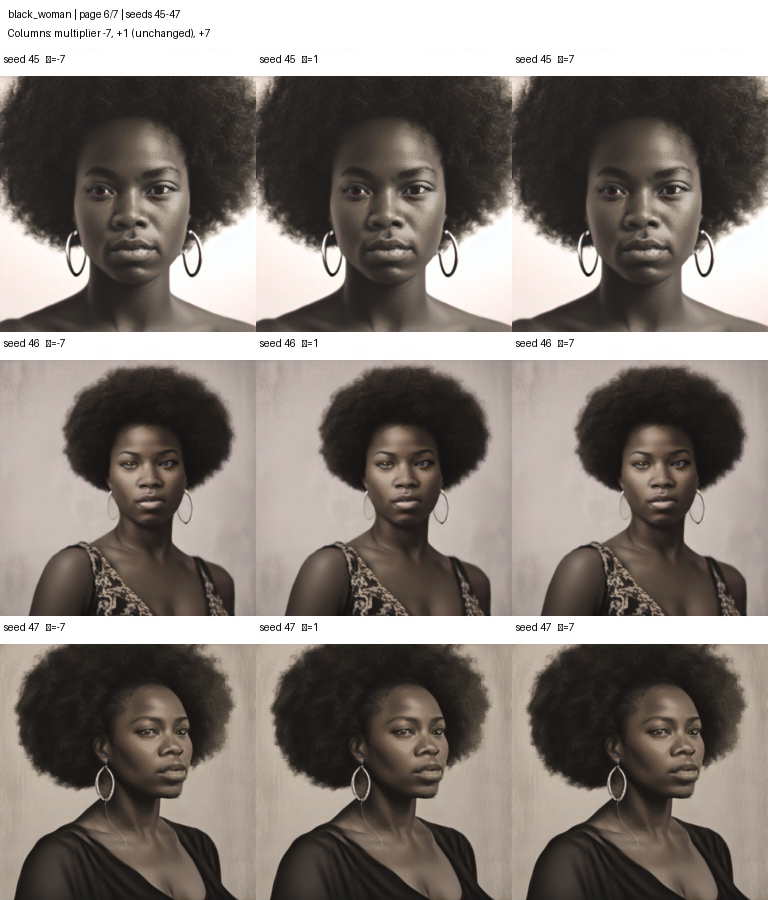 black_woman | page 6/7 | seeds 45-47
Columns: multiplier -7, +1 (unchanged), +7
seed 45 □=-7
seed 45 □=1
seed 45 □=7
seed 46 □=-7
seed 46 □=1
seed 46 □=7
seed 47 □=-7
seed 47 □=1
seed 47 □=7